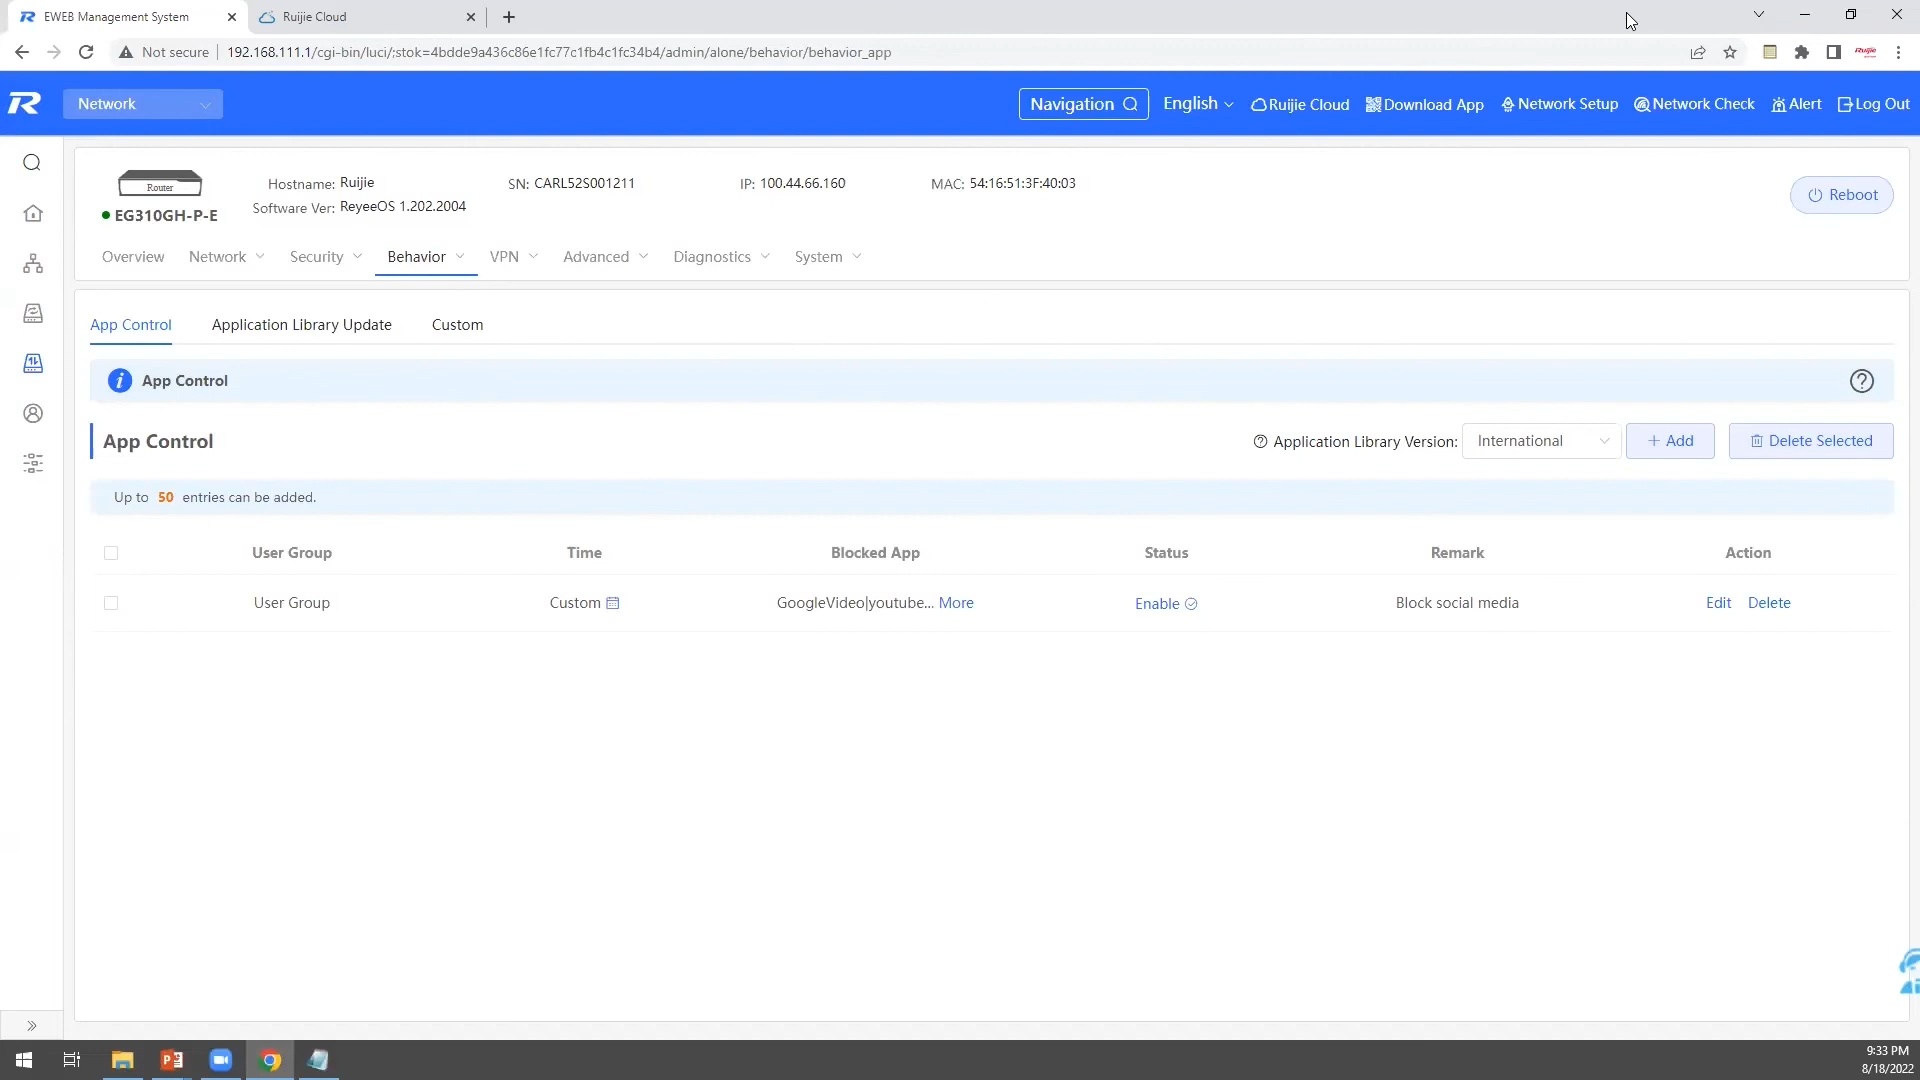 EWEB Management System
Ruijie Cloud
Not secure
192.168.111.1/cgi-bin/luci/;stok=4bdde9a436c86e1fc77c1fb4c1fc34b4/admin/alone/behavior/behavior_app
Ruijie
Network
Navigation
English
Ruijie Cloud
Download App
Network Setup
Network Check
Alert
Log Out
Router
EG310GH-P-E
Hostname: Ruijie
SN: CARL52S001211
IP: 100.44.66.160
MAC: 54:16:51:3F:40:03
Software Ver: ReyeeOS 1.202.2004
Reboot
Overview
Network
Security
Behavior
VPN
Advanced
Diagnostics
System
App Control
Application Library Update
Custom
App Control
App Control
Application Library Version: International
+ Add
Delete Selected
Up to 50 entries can be added.
User Group
Time
Blocked App
Status
Remark
Action
User Group
Custom
GoogleVideo|youtube... More
Enable
Block social media
Edit Delete
9:33 PM
8/18/2022